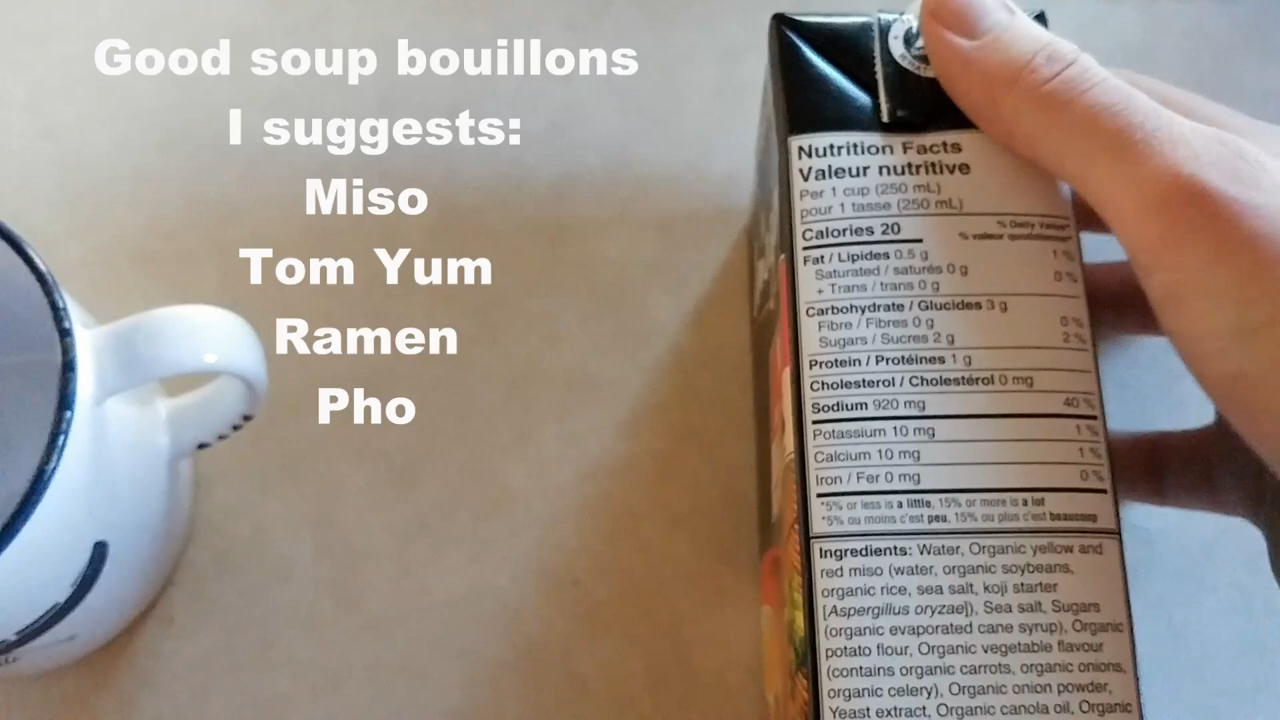 Good soup bouillons
I suggests:
Miso
Tom Yum
Ramen
Pho
Nutrition Facts
Valeur nutritive
Per 1 cup (250 mL)
pour 1 tasse (250 mL)
Calories 20
% Daily Value*
% valeur quotidienne*
Fat / Lipides 0.5 g 1 %
Saturated / saturés 0 g
+ Trans / trans 0 g 0 %
Carbohydrate / Glucides 3 g
Fibre / Fibres 0 g 0 %
Sugars / Sucres 2 g 2 %
Protein / Protéines 1 g
Cholesterol / Cholestérol 0 mg
Sodium 920 mg 40 %
Potassium 10 mg 1 %
Calcium 10 mg 1 %
Iron / Fer 0 mg 0 %
*5% or less is a little, 15% or more is a lot
*5% ou moins c'est peu, 15% ou plus c'est beaucoup
Ingredients: Water, Organic yellow and
red miso (water, organic soybeans,
organic rice, sea salt, koji starter
[Aspergillus oryzae]), Sea salt, Sugars
(organic evaporated cane syrup), Organic
potato flour, Organic vegetable flavour
(contains organic carrots, organic onions,
organic celery), Organic onion powder,
Yeast extract, Organic canola oil, Organic